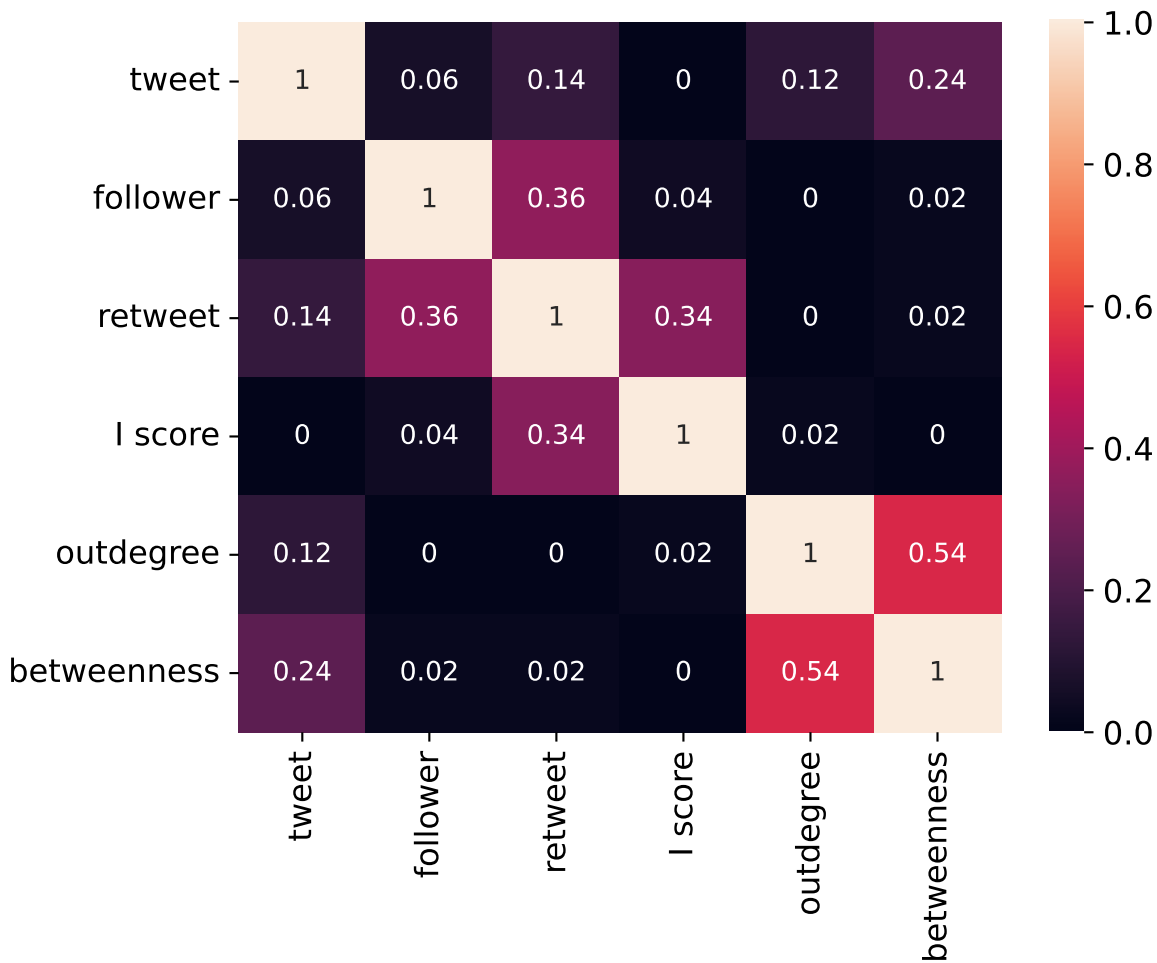 tweet 1 0.06 0.14 0 0.12 0.24
follower 0.06 1 0.36 0.04 0 0.02
retweet 0.14 0.36 1 0.34 0 0.02
I score 0 0.04 0.34 1 0.02 0
outdegree 0.12 0 0 0.02 1 0.54
betweenness 0.24 0.02 0.02 0 0.54 1
tweet
follower
retweet
I score
outdegree
betweenness
1.0
0.8
0.6
0.4
0.2
0.0